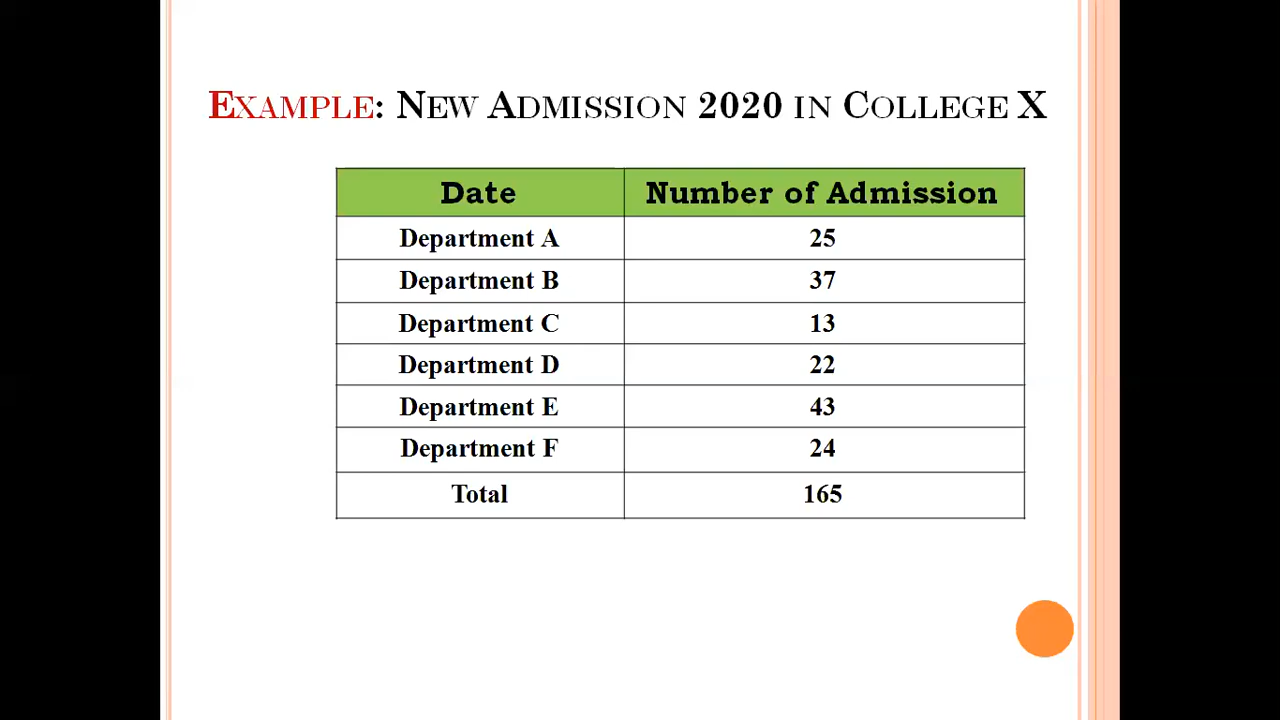 EXAMPLE: NEW ADMISSION 2020 IN COLLEGE X
Date Number of Admission
Department A 25
Department B 37
Department C 13
Department D 22
Department E 43
Department F 24
Total 165